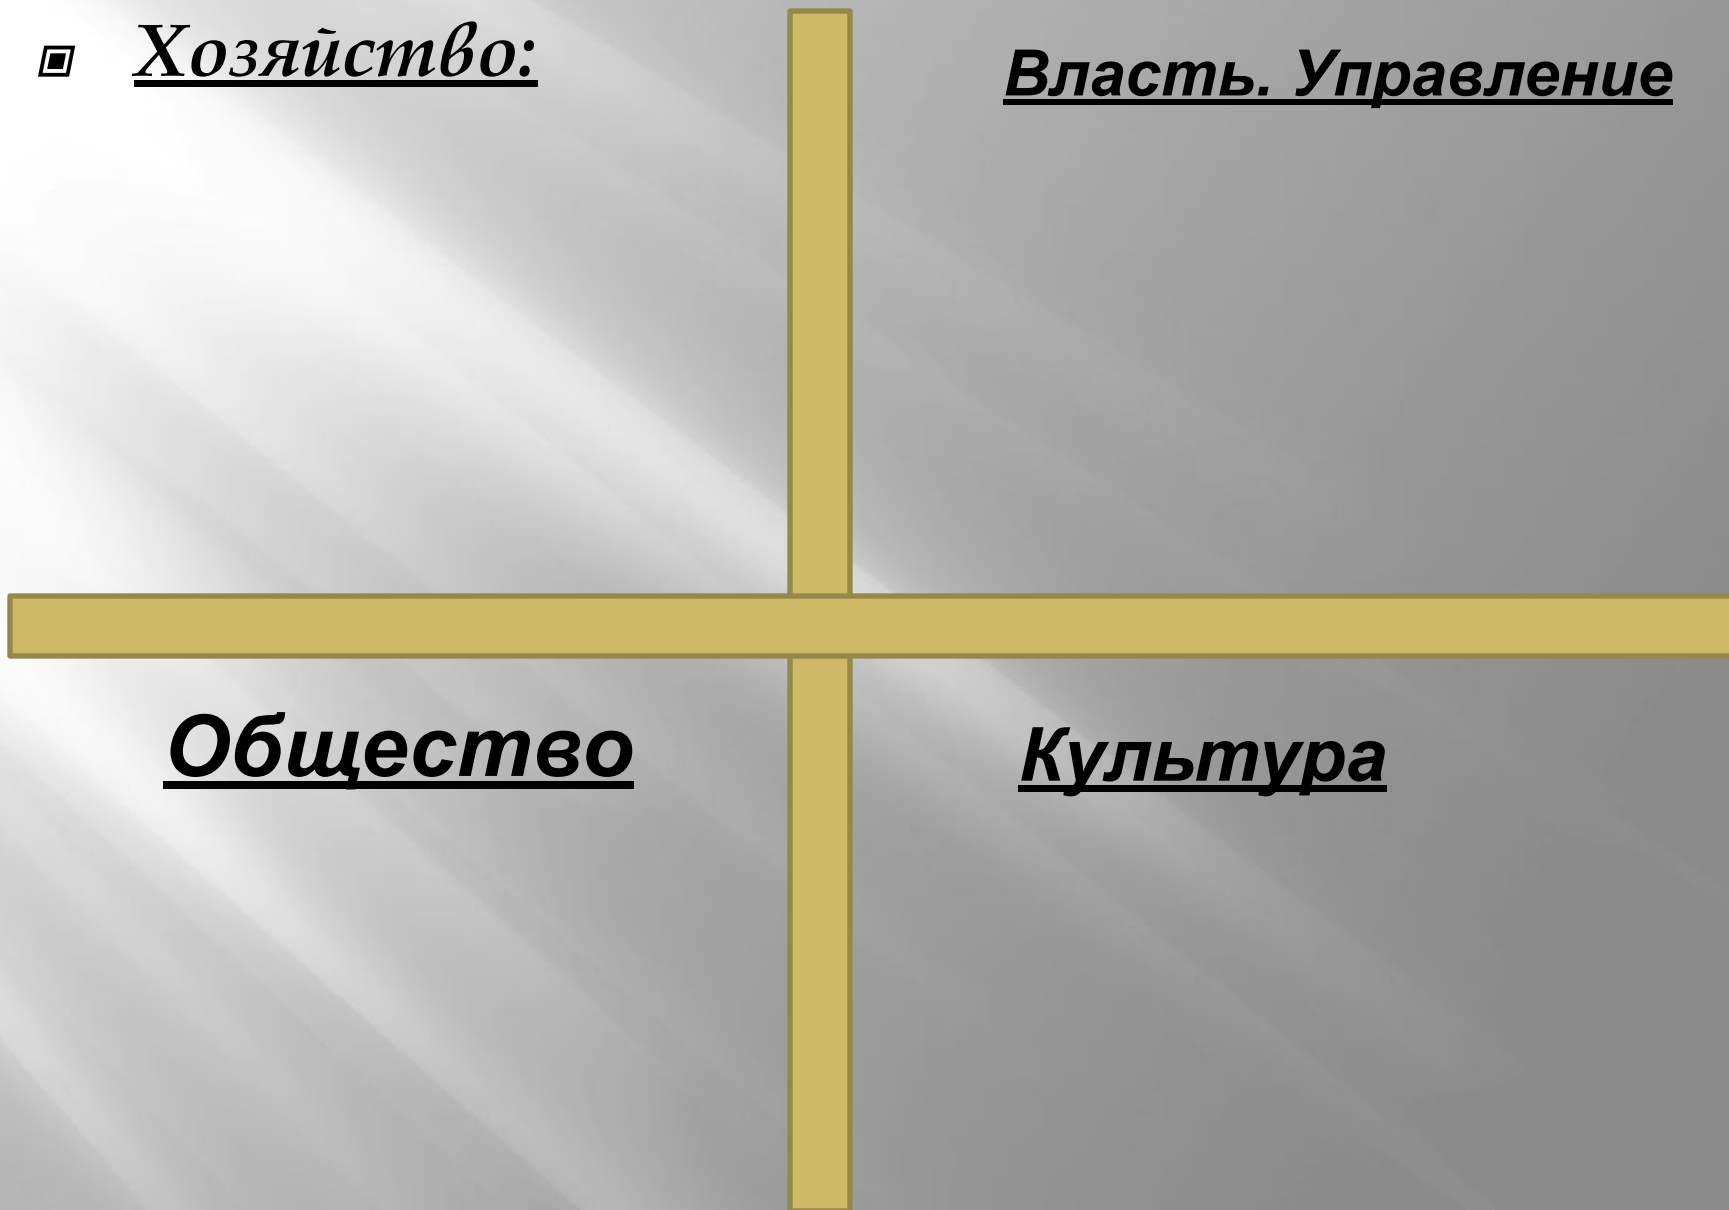 Хозяйство:
Власть. Управление
Общество
Культура